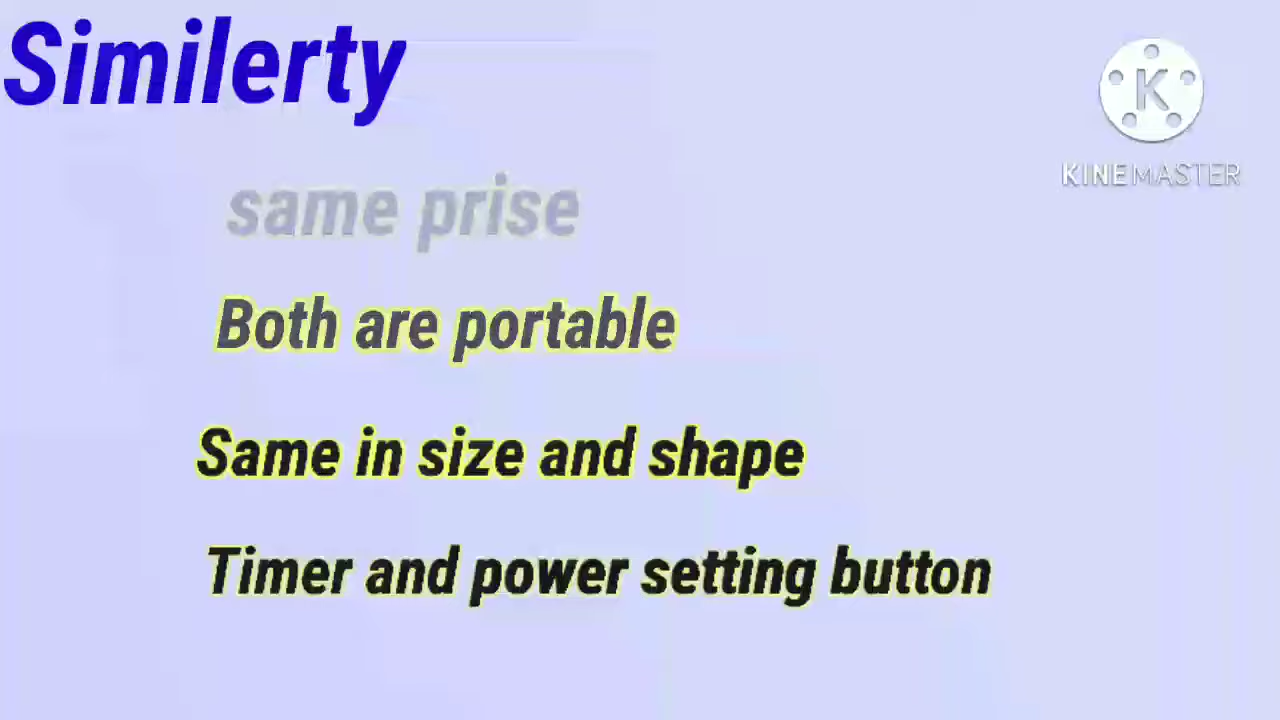 Similerty
KINEMASTER
same prise
Both are portable
Same in size and shape
Timer and power setting button